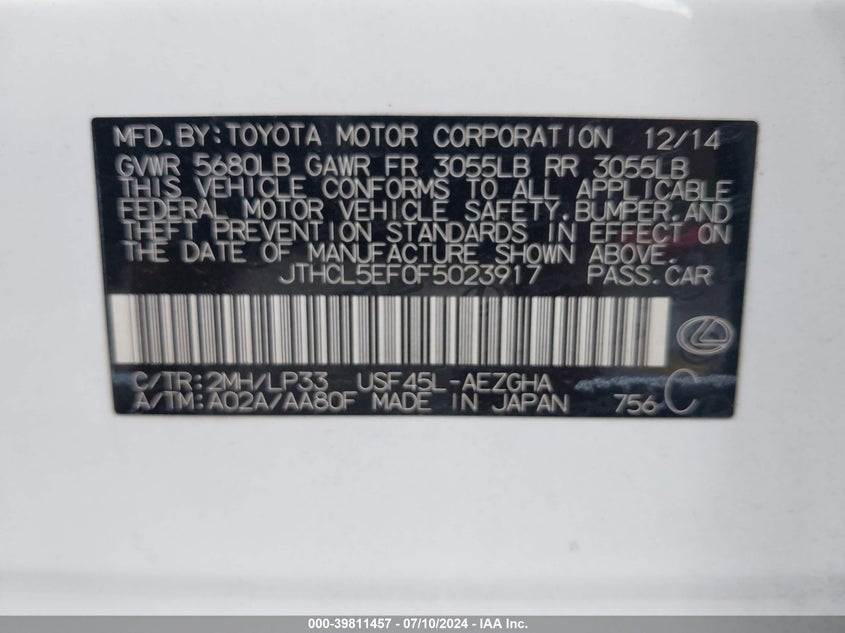 MFD.BY:TOYOTA MOTOR CORPORATION 12/14
GVWR 5680LB GAWR FR 3055LB RR 3055LB
THIS VEHICLE CONFORMS TO ALL APPLICABLE
FEDERAL MOTOR VEHICLE SAFETY,BUMPER,AND
THEFT PREVENTION STANDARDS IN EFFECT ON
THE DATE OF MANUFACTURE SHOWN ABOVE.
JTHCL5EF0F5023917 PASS.CAR
C/TR:2MH/LP33 USF45L-AEZGHA
A/TM:A02A/AA80F MADE IN JAPAN 756 C
000-39811457 - 07/10/2024 - IAA Inc.